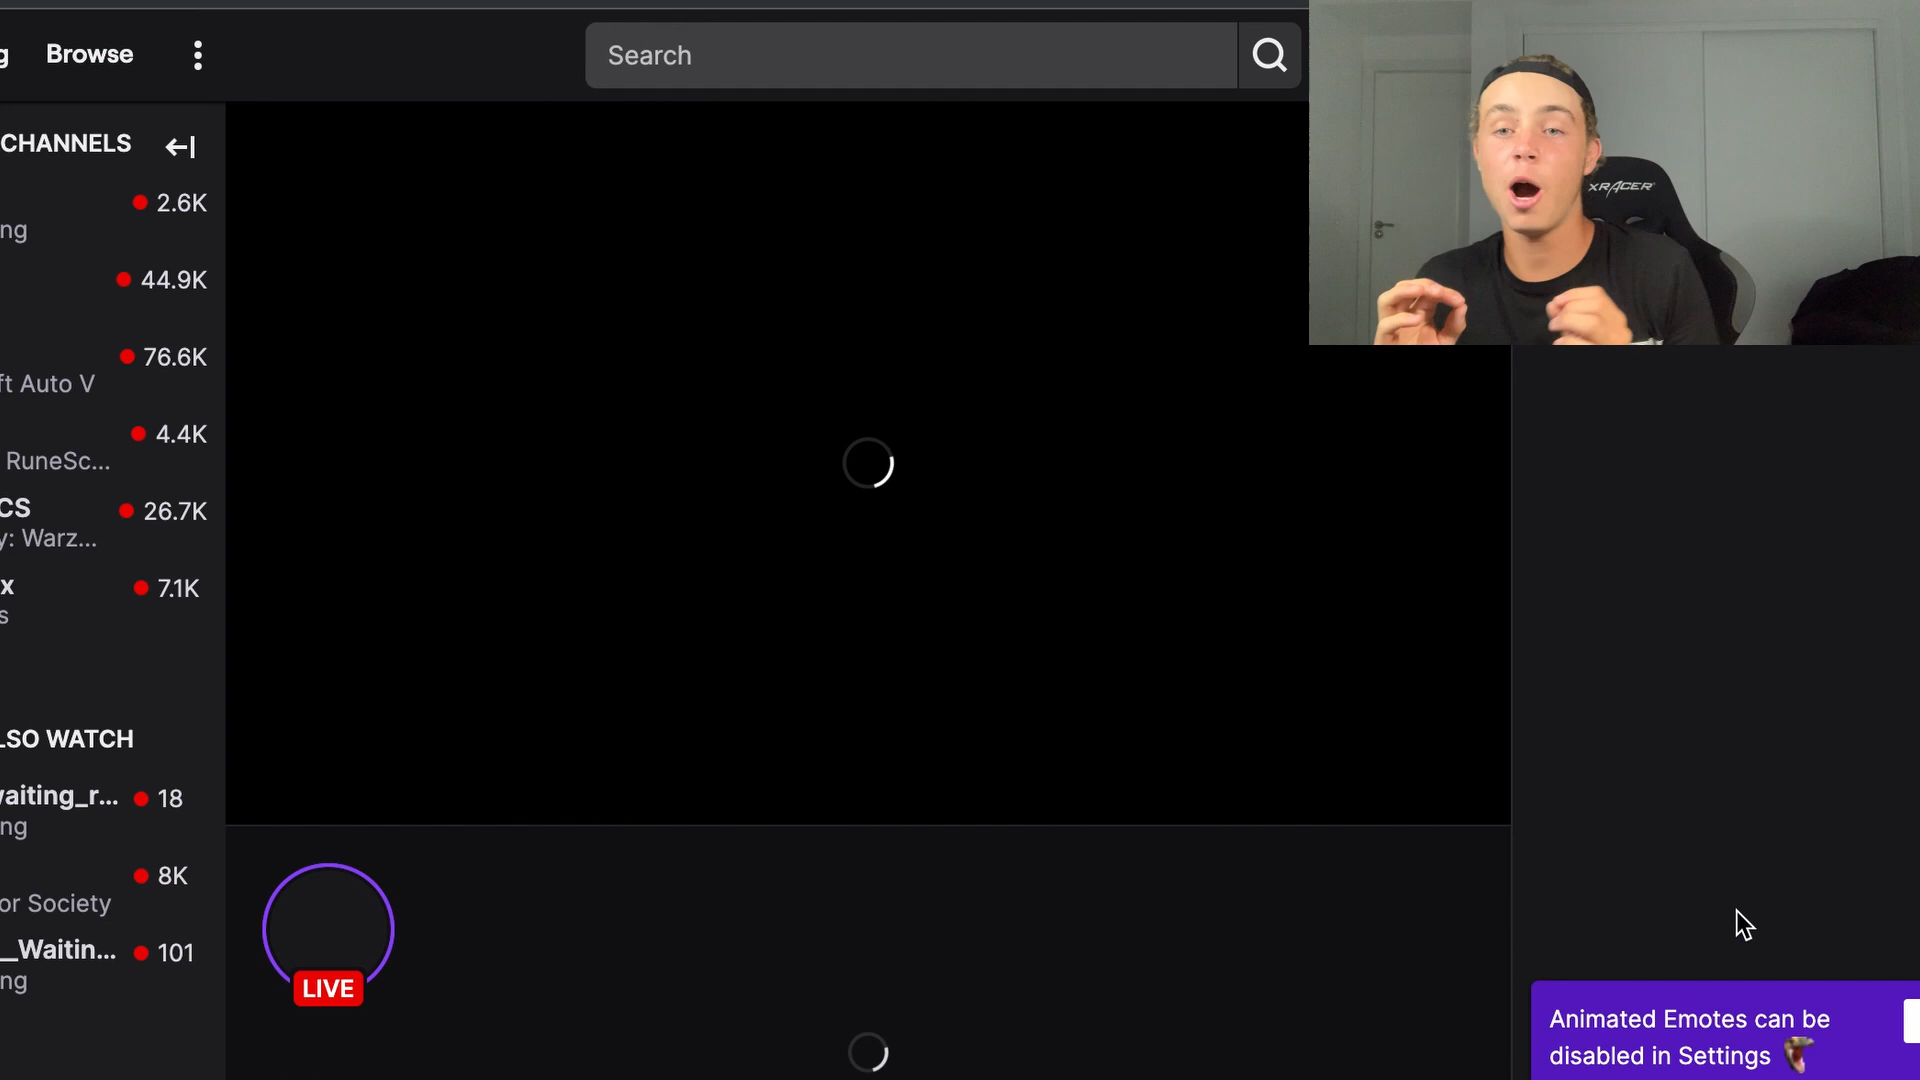 g Browse
Search
CHANNELS
2.6K
ng
44.9K
76.6K
ft Auto V
4.4K
RuneSc...
CS
26.7K
y: Warz...
x
7.1K
s
LSO WATCH
vaiting_r...
18
ng
8K
or Society
__Waitin...
101
ng
LIVE
XRACER
Animated Emotes can be
disabled in Settings